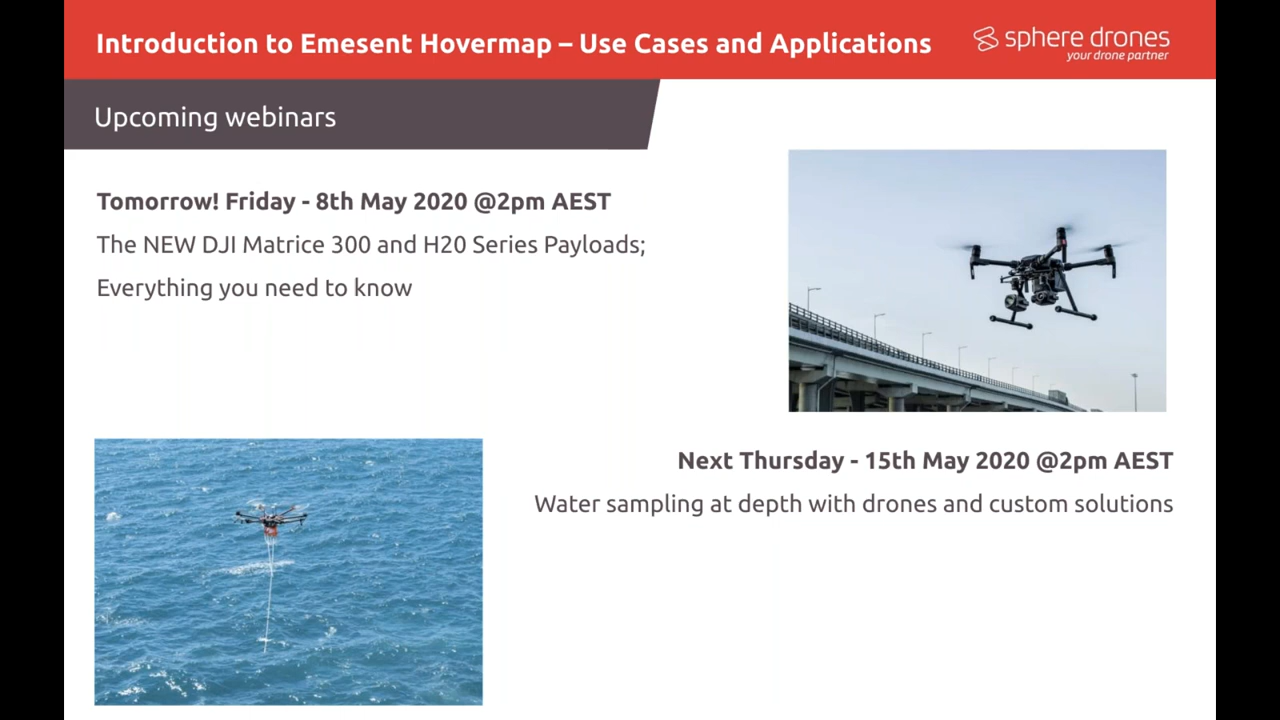 Introduction to Emesent Hovermap – Use Cases and Applications
sphere drones
your drone partner
Upcoming webinars
Tomorrow! Friday - 8th May 2020 @2pm AEST
The NEW DJI Matrice 300 and H20 Series Payloads;
Everything you need to know
Next Thursday - 15th May 2020 @2pm AEST
Water sampling at depth with drones and custom solutions